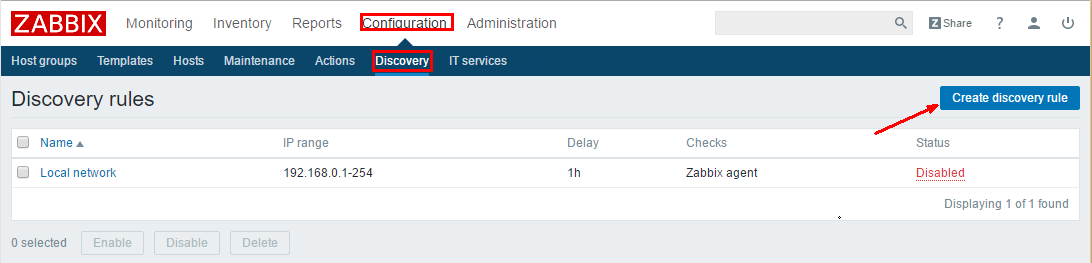 ZABBIX Monitoring Inventory Reports Configuration Administration Z Share ?
Host groups Templates Hosts Maintenance Actions Discovery IT services
Discovery rules Create discovery rule
Name IP range Delay Checks Status
Local network 192.168.0.1-254 1h Zabbix agent Disabled
Displaying 1 of 1 found
0 selected Enable Disable Delete